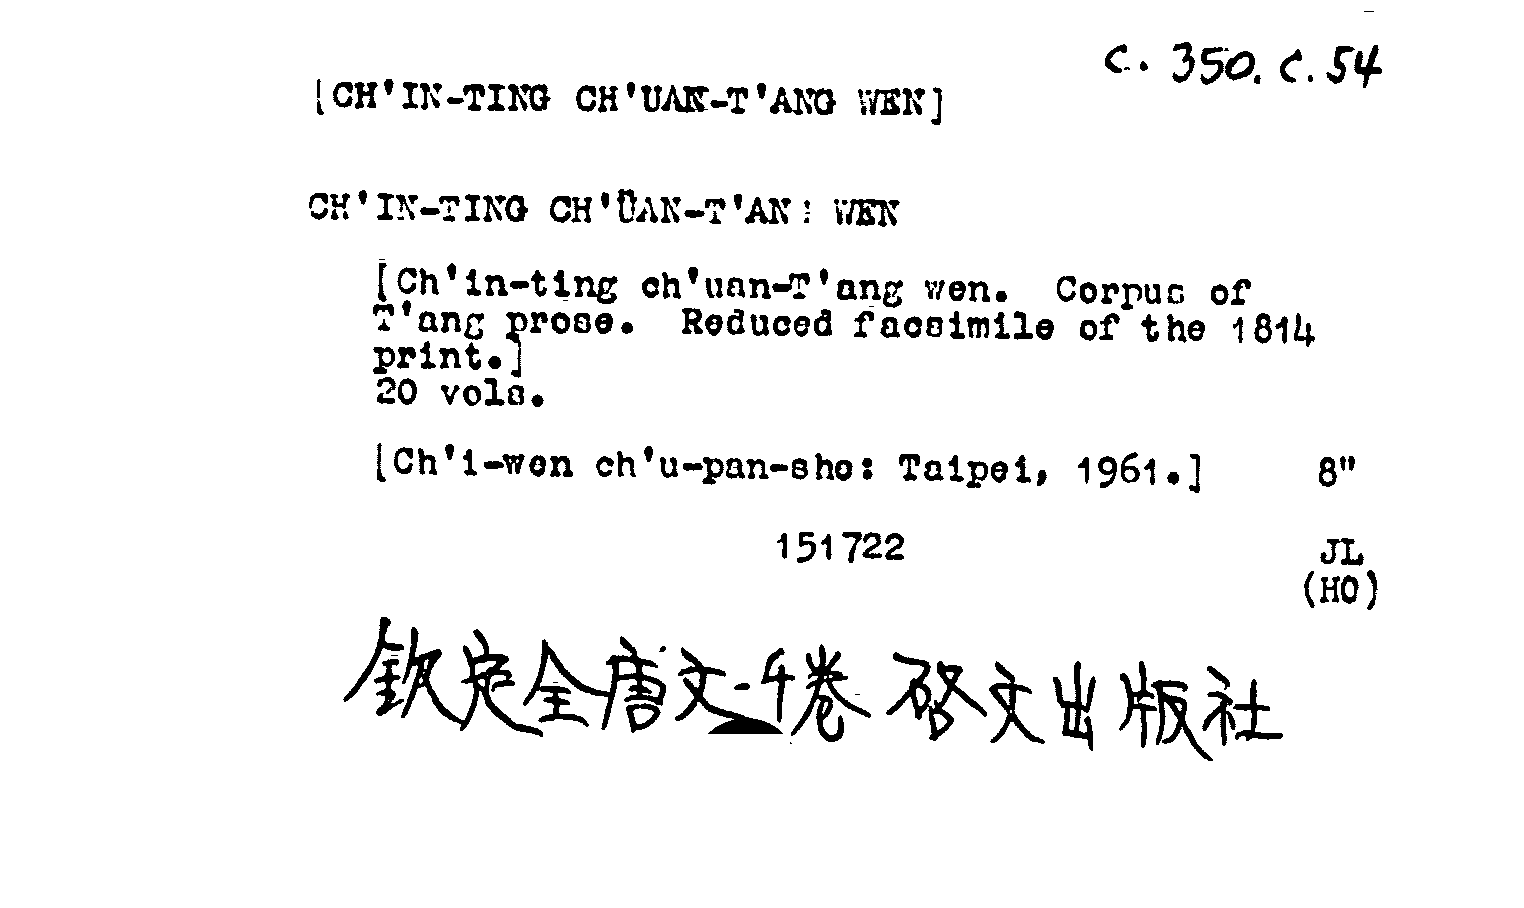 C. 350. C. 54
[CH'IN-TING CH'UAN-T'ANG WEN]
CH'IN-TING CH'ÜAN-T'ANG WEN
[Ch'in-ting ch'uan-T'ang wen. Corpus of
T'ang prose. Reduced facsimile of the 1814
print.]
20 vols.
[Ch'i-wen ch'u-pan-she: Taipei, 1961.] 8"
151722 JL
(HO)
欽定全唐文一千卷 啓文出版社